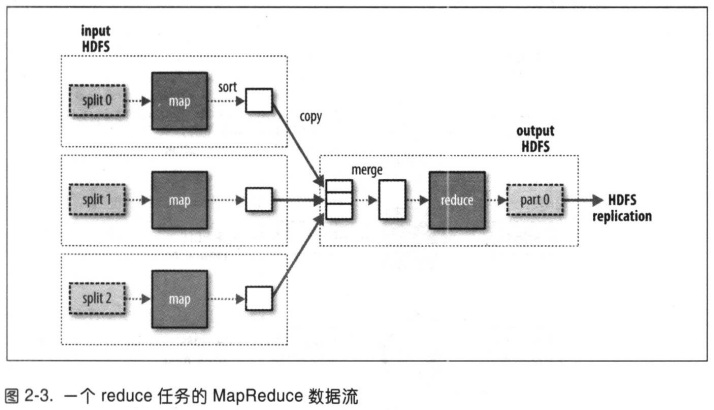 input
HDFS
split 0
map
sort
copy
split 1
map
split 2
map
merge
reduce
output
HDFS
part 0
HDFS
replication
图 2-3. 一个 reduce 任务的 MapReduce 数据流